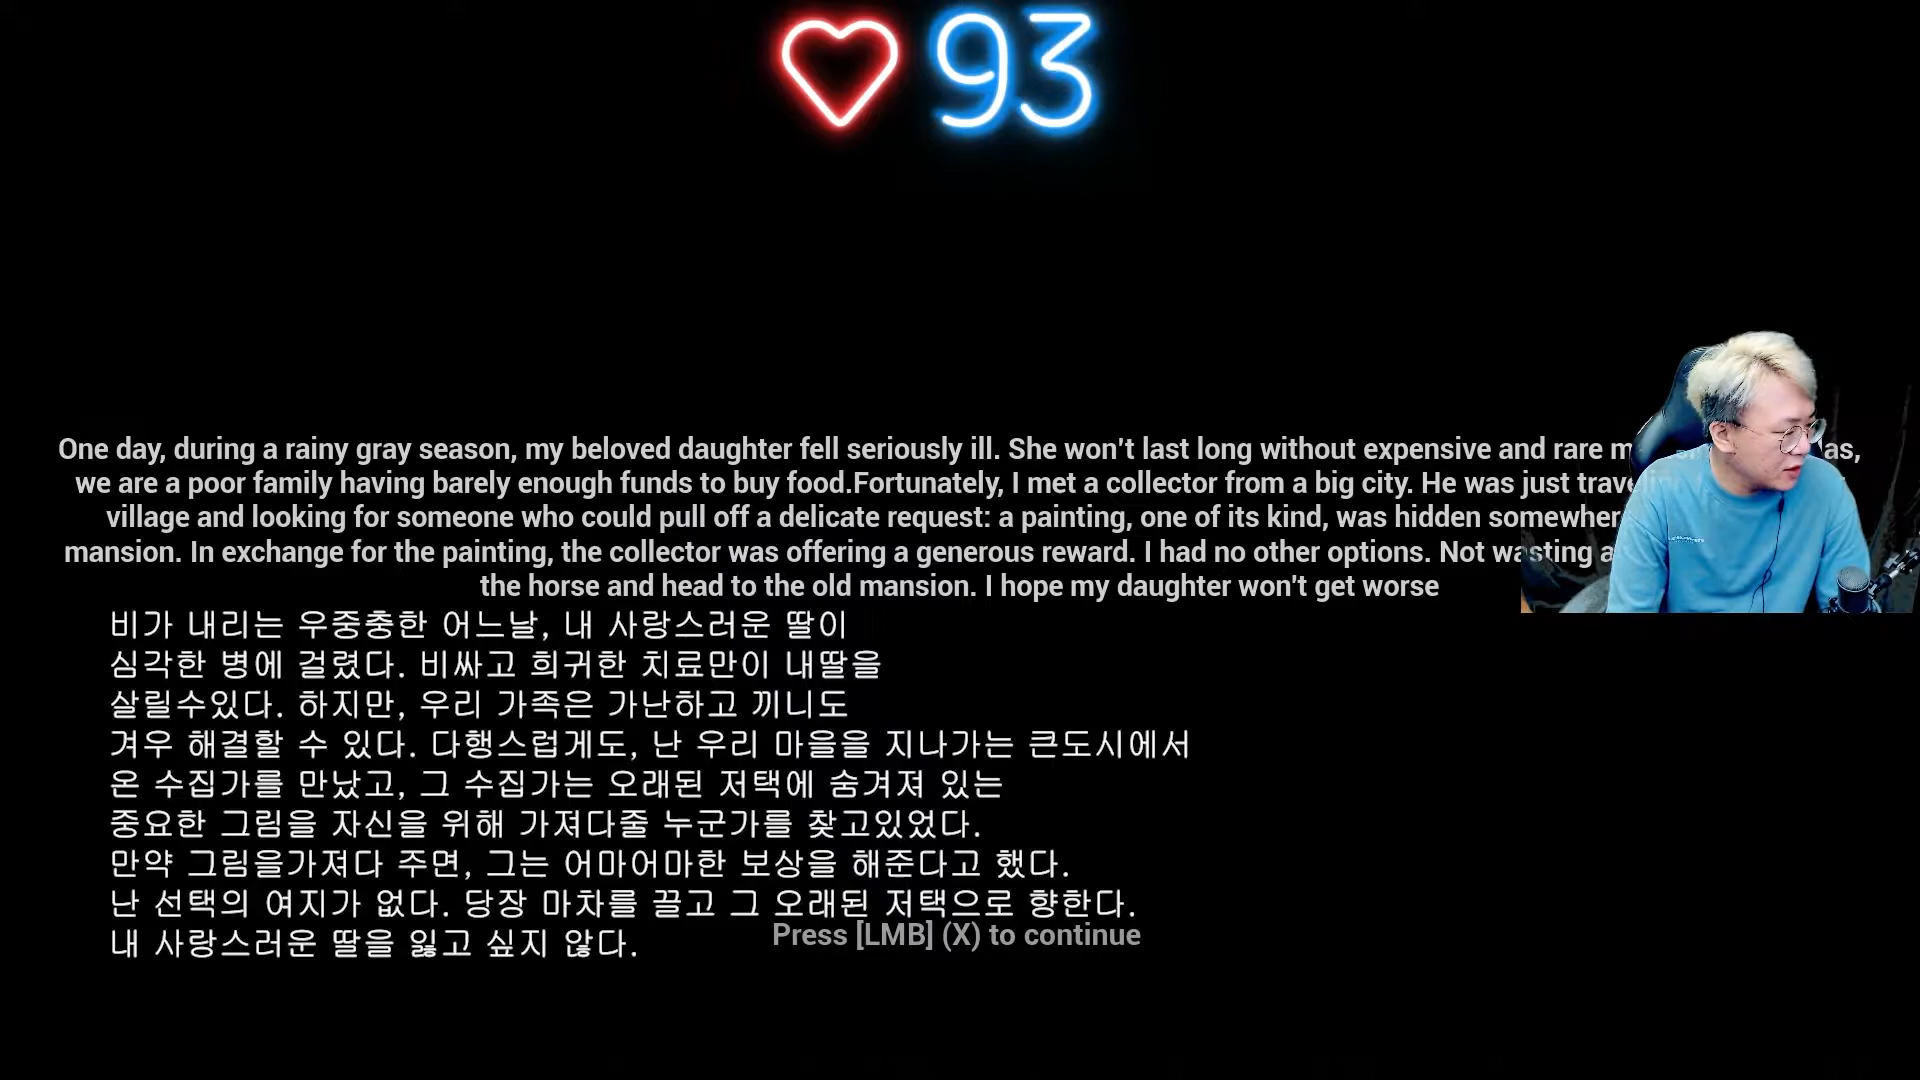 93
One day, during a rainy gray season, my beloved daughter fell seriously ill. She won't last long without expensive and rare
we are a poor family having barely enough funds to buy food.Fortunately, I met a collector from a big city. He was just
village and looking for someone who could pull off a delicate request: a painting, one of its kind, was hidden
mansion. In exchange for the painting, the collector was offering a generous reward. I had no other options. Not wasting a
the horse and head to the old mansion. I hope my daughter won't get worse
비가 내리는 우중충한 어느날, 내 사랑스러운 딸이
심각한 병에 걸렸다. 비싸고 희귀한 치료만이 내딸을
살릴수있다. 하지만, 우리 가족은 가난하고 끼니도
겨우 해결할 수 있다. 다행스럽게도, 난 우리 마을을 지나가는 큰도시에서
온 수집가를 만났고, 그 수집가는 오래된 저택에 숨겨져 있는
중요한 그림을 자신을 위해 가져다줄 누군가를 찾고있었다.
만약 그림을가져다 주면, 그는 어마어마한 보상을 해준다고 했다.
난 선택의 여지가 없다. 당장 마차를 끌고 그 오래된 저택으로 향한다.
내 사랑스러운 딸을 잃고 싶지 않다.
Press [LMB] (X) to continue